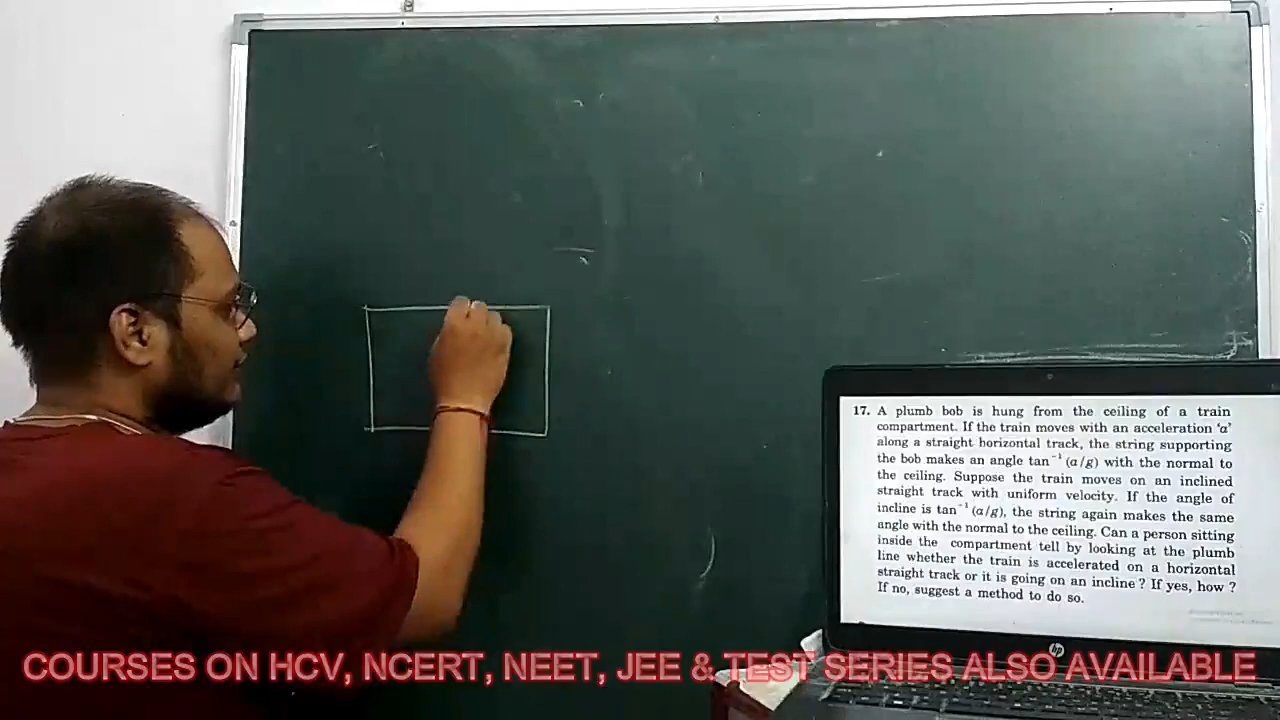 17. A plumb bob is hung from the ceiling of a train
compartment. If the train moves with an acceleration 'a'
along a straight horizontal track, the string supporting
the bob makes an angle tan⁻¹ (a/g) with the normal to
the ceiling. Suppose the train moves on an inclined
straight track with uniform velocity. If the angle of
incline is tan⁻¹ (a/g), the string again makes the same
angle with the normal to the ceiling. Can a person sitting
inside the compartment tell by looking at the plumb
line whether the train is accelerated on a horizontal
straight track or it is going on an incline ? If yes, how ?
If no, suggest a method to do so.
hp
COURSES ON HCV, NCERT, NEET, JEE & TEST SERIES ALSO AVAILABLE